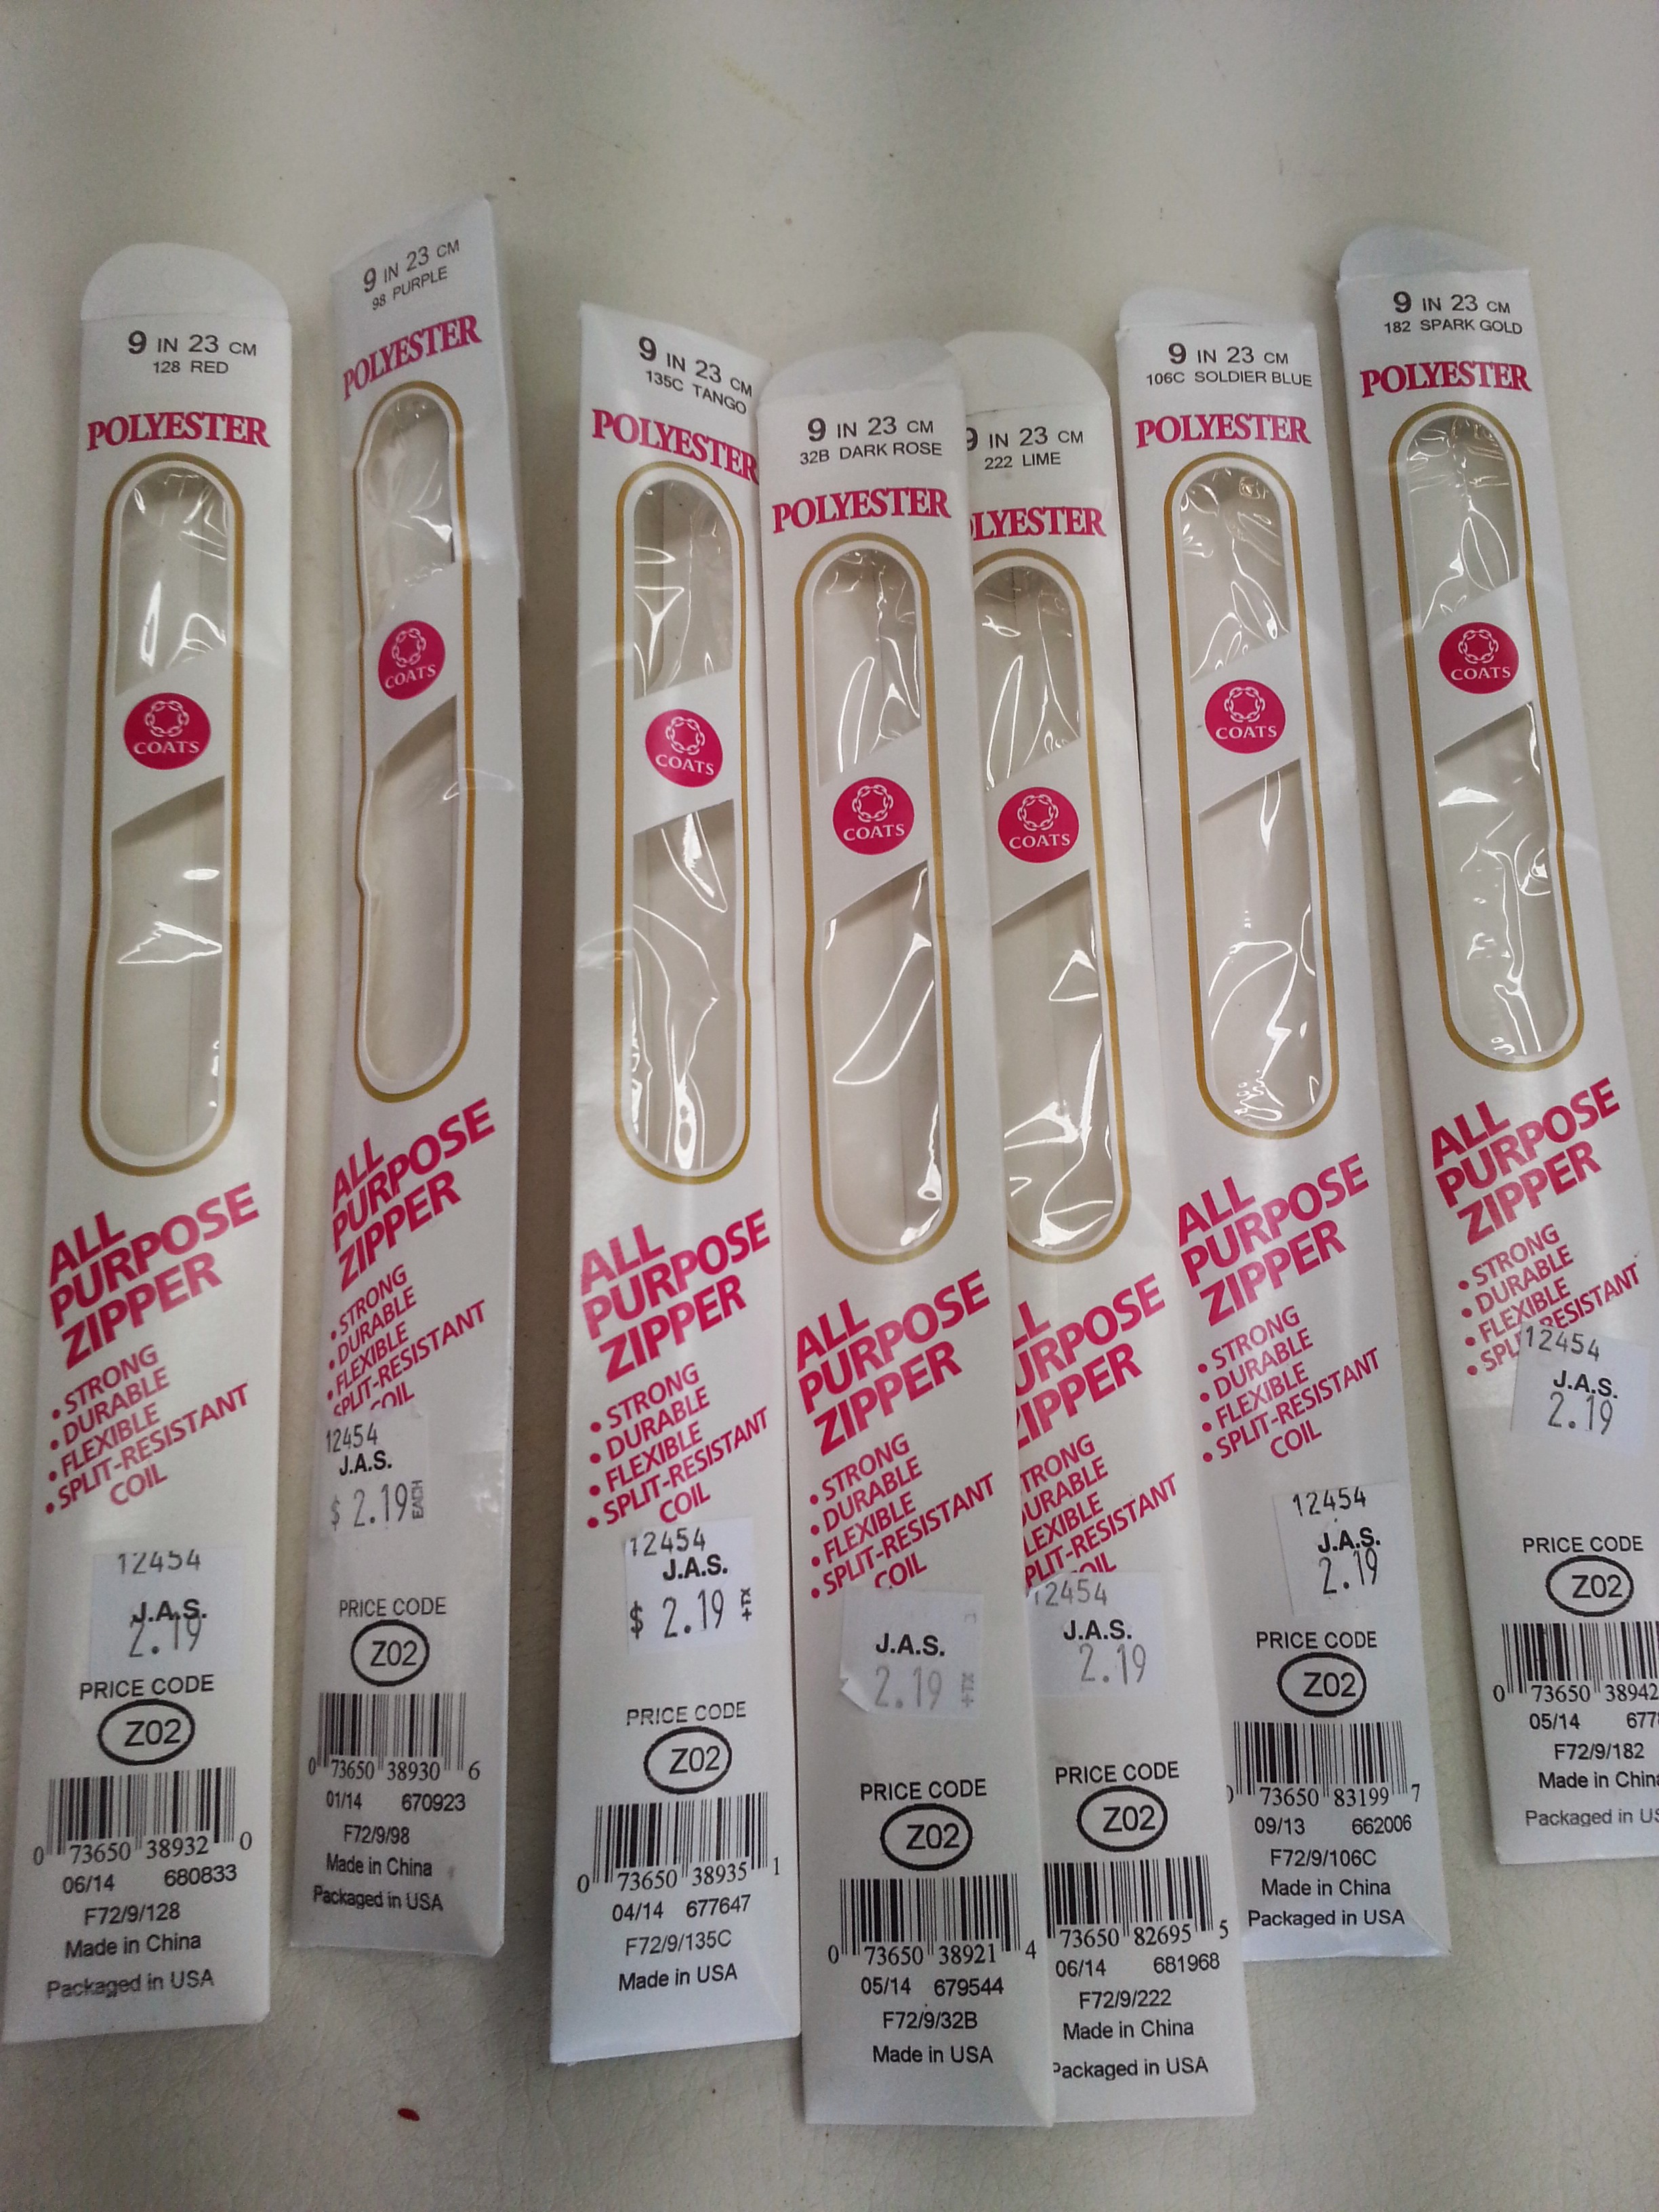 9 IN 23 CM
128 RED
POLYESTER
COATS
ALL
PURPOSE
ZIPPER
• STRONG
• DURABLE
• FLEXIBLE
• SPLIT-RESISTANT
COIL
12454
J.A.S.
2.19
PRICE CODE
Z02
0 73650 38932 0
06/14 680833
F72/9/128
Made in China
Packaged in USA
9 IN 23 CM
98 PURPLE
POLYESTER
COATS
ALL
PURPOSE
ZIPPER
• STRONG
• DURABLE
• FLEXIBLE
SPLIT-RESISTANT
COIL
12454
J.A.S.
$ 2.19 EACH
PRICE CODE
Z02
0 73650 38930 6
01/14 670923
F72/9/98
Made in China
Packaged in USA
9 IN 23 CM
135C TANGO
POLYESTER
COATS
ALL
PURPOSE
ZIPPER
• STRONG
• DURABLE
• FLEXIBLE
• SPLIT-RESISTANT
COIL
12454
J.A.S.
$ 2.19 +TX
PRICE CODE
Z02
0 73650 38935 1
04/14 677647
F72/9/135C
Made in USA
9 IN 23 CM
32B DARK ROSE
POLYESTER
COATS
ALL
PURPOSE
ZIPPER
• STRONG
• DURABLE
• FLEXIBLE
• SPLIT-RESISTANT
COIL
J.A.S.
2.19 +TX
PRICE CODE
Z02
0 73650 38921 4
05/14 679544
F72/9/32B
Made in USA
9 IN 23 CM
222 LIME
LYESTER
COATS
LL
URPOSE
IPPER
TRONG
URABLE
LEXIBLE
PLIT-RESISTANT
OIL
12454
J.A.S.
2.19
PRICE CODE
Z02
73650 82695 5
06/14 681968
F72/9/222
Made in China
Packaged in USA
9 IN 23 CM
106C SOLDIER BLUE
POLYESTER
COATS
ALL
PURPOSE
ZIPPER
• STRONG
• DURABLE
• FLEXIBLE
• SPLIT-RESISTANT
COIL
12454
J.A.S.
2.19
PRICE CODE
Z02
0 73650 83199 7
09/13 662006
F72/9/106C
Made in China
Packaged in USA
9 IN 23 CM
182 SPARK GOLD
POLYESTER
COATS
ALL
PURPOSE
ZIPPER
• STRONG
• DURABLE
• FLEXIBLE
• SPL RESISTANT
12454
J.A.S.
2.19
PRICE CODE
Z02
0 73650 38942
05/14 677
F72/9/182
Made in China
Packaged in US